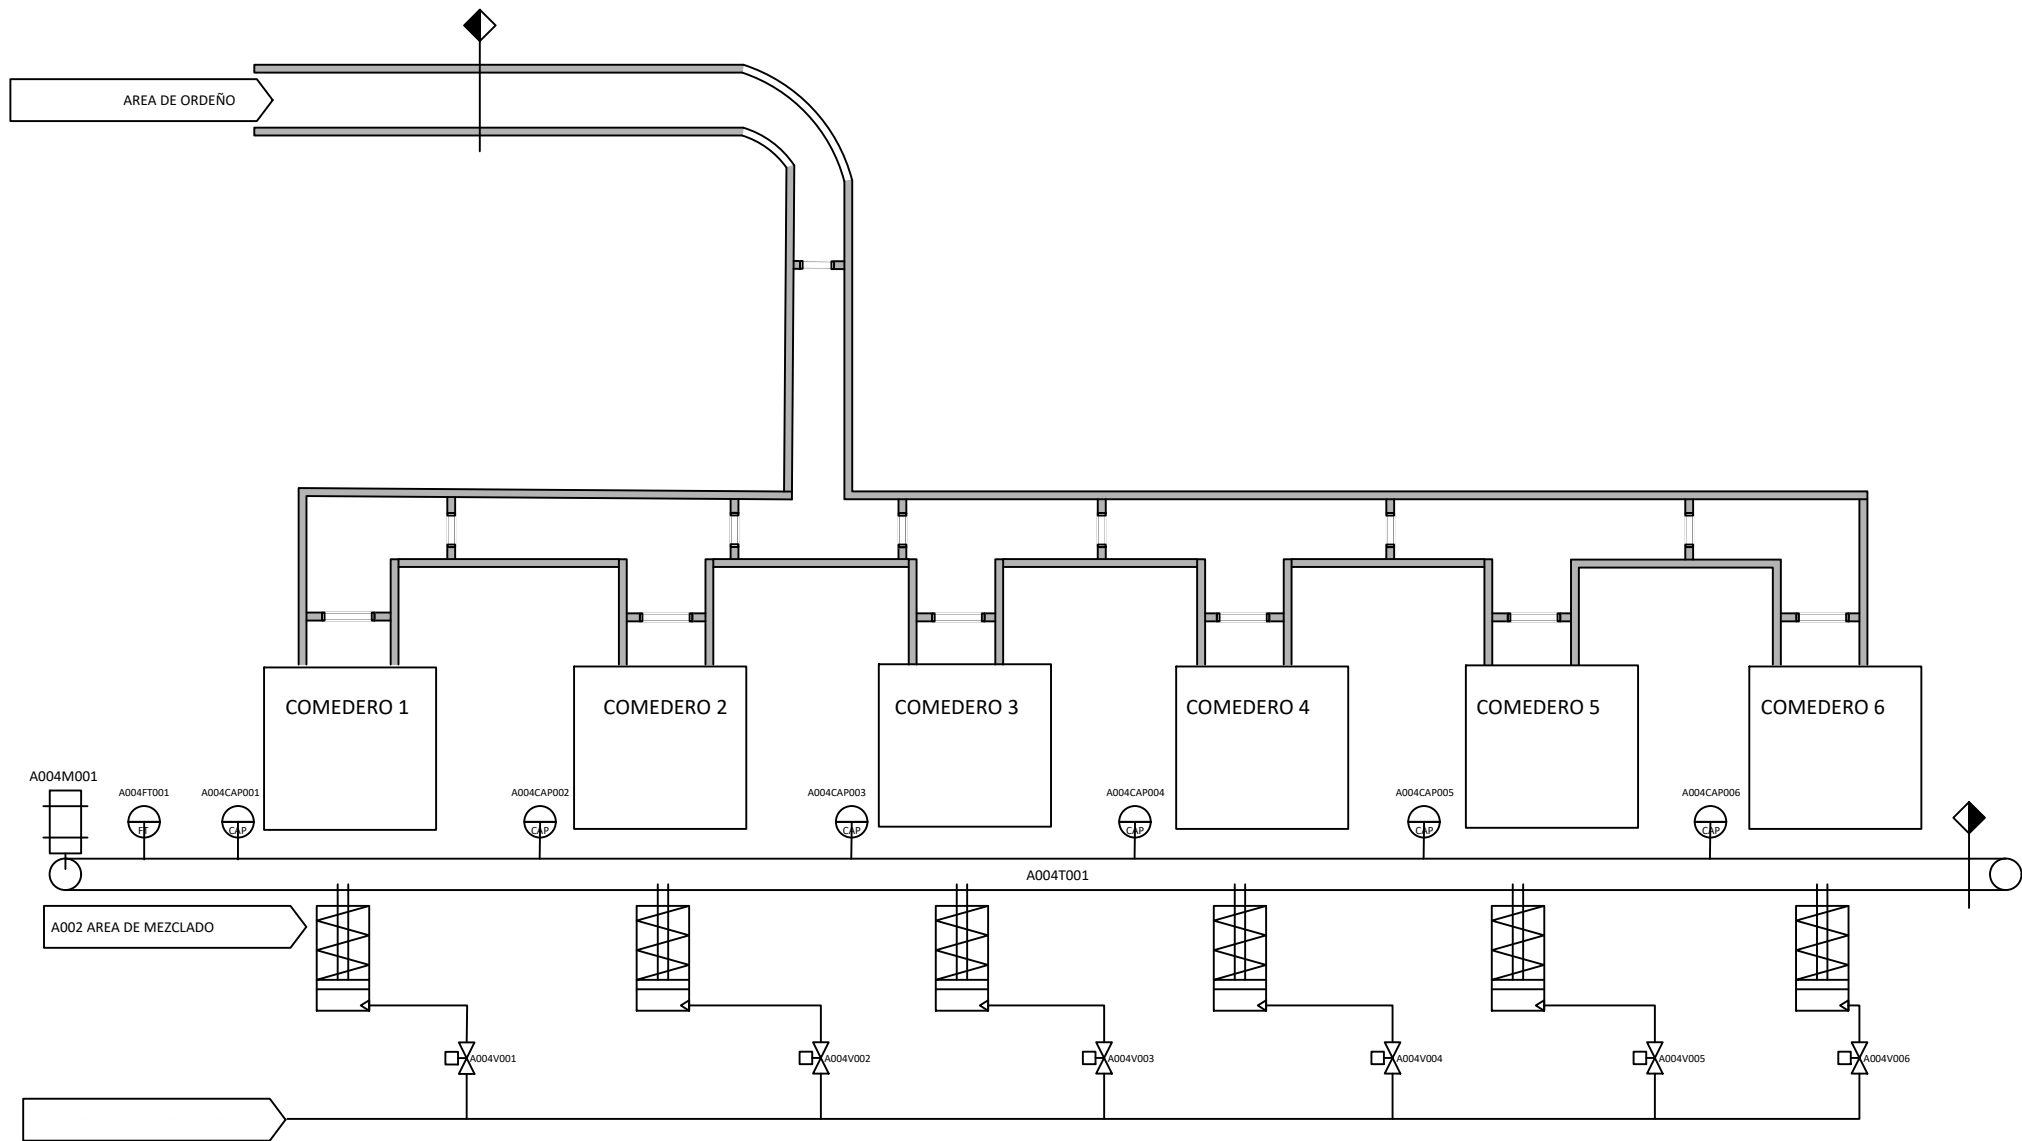 AREA DE ORDEÑO
COMEDERO 1
COMEDERO 2
COMEDERO 3
COMEDERO 4
COMEDERO 5
COMEDERO 6
A004M001
A004FT001
A004CAP001
A004CAP002
A004CAP003
A004CAP004
A004CAP005
A004CAP006
FT
CAP
CAP
CAP
CAP
CAP
CAP
A004T001
A002 AREA DE MEZCLADO
A004V001
A004V002
A004V003
A004V004
A004V005
A004V006